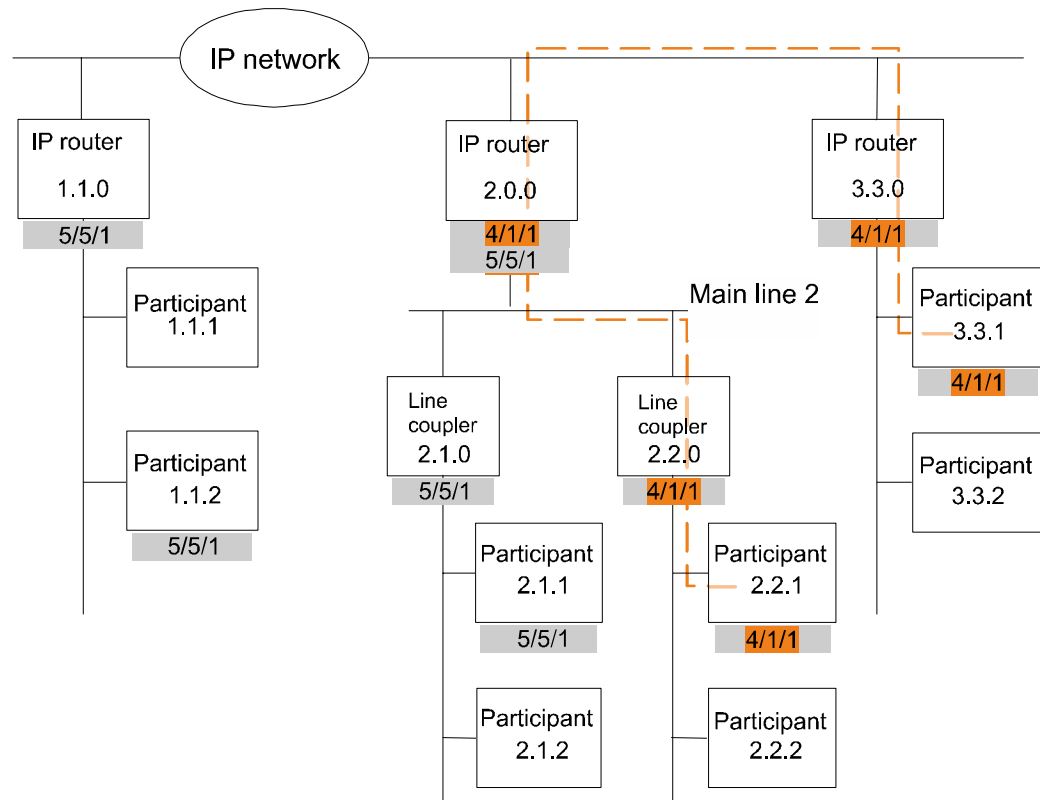 IP network
IP router
1.1.0
5/5/1
Participant
1.1.1
Participant
1.1.2
5/5/1
IP router
2.0.0
4/1/1
5/5/1
Main line 2
Line
coupler
2.1.0
5/5/1
Participant
2.1.1
5/5/1
Participant
2.1.2
Line
coupler
2.2.0
4/1/1
Participant
2.2.1
4/1/1
Participant
2.2.2
IP router
3.3.0
4/1/1
Participant
3.3.1
4/1/1
Participant
3.3.2